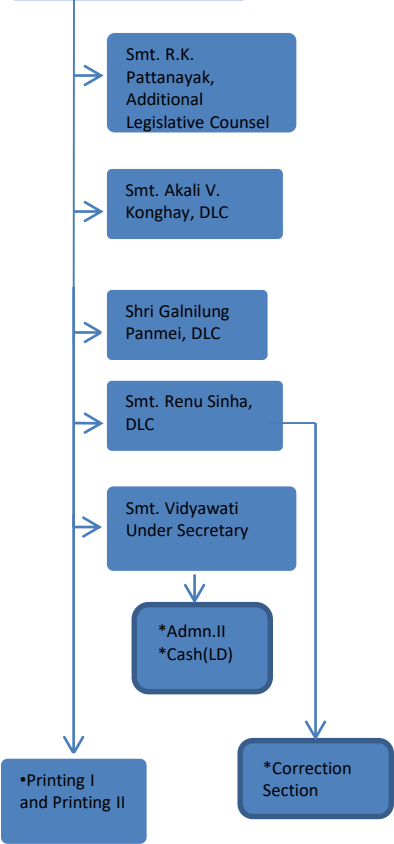 Smt. R.K.
Pattanayak,
Additional
Legislative Counsel
Smt. Akali V.
Konghay, DLC
Shri Galnilung
Panmei, DLC
Smt. Renu Sinha,
DLC
Smt. Vidyawati
Under Secretary
*Admn.II
*Cash(LD)
*Correction
Section
•Printing I
and Printing II